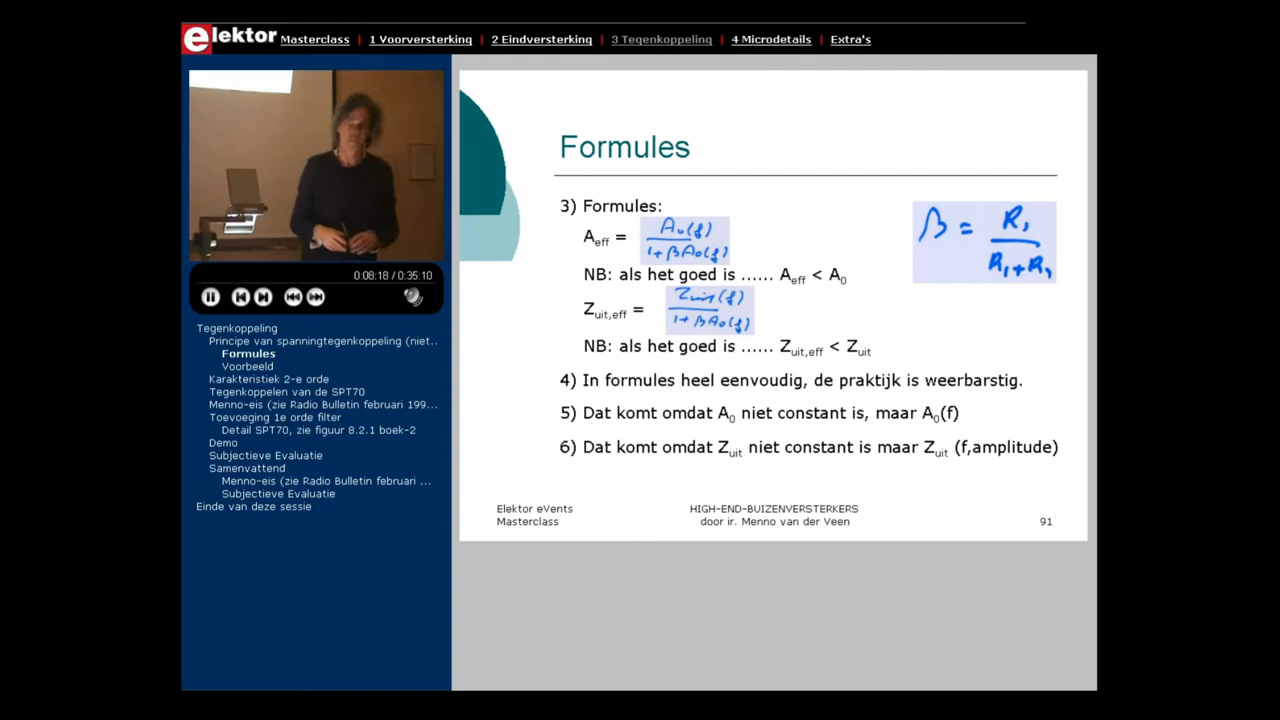 elektor Masterclass | 1 Voorversterking | 2 Eindversterking | 3 Tegenkoppeling | 4 Microdetails | Extra's
0:08:18 / 0:35:10
Tegenkoppeling
Principe van spanningtegenkoppeling (niet...
Formules
Voorbeeld
Karakteristiek 2-e orde
Tegenkoppelen van de SPT70
Menno-eis (zie Radio Bulletin februari 199...
Toevoeging 1e orde filter
Detail SPT70, zie figuur 8.2.1 boek-2
Demo
Subjectieve Evaluatie
Samenvattend
Menno-eis (zie Radio Bulletin februari ...
Subjectieve Evaluatie
Einde van deze sessie
Formules
3) Formules:
Aeff = A₀(f) / 1+βA₀(f)
β = R₁ / R₁+R₂
NB: als het goed is ...... Aeff < A₀
Zuit,eff = Zuit(f) / 1+βA₀(f)
NB: als het goed is ...... Zuit,eff < Zuit
4) In formules heel eenvoudig, de praktijk is weerbarstig.
5) Dat komt omdat A₀ niet constant is, maar A₀(f)
6) Dat komt omdat Zuit niet constant is maar Zuit (f,amplitude)
Elektor eVents
Masterclass
HIGH-END-BUIZENVERSTERKERS
door ir. Menno van der Veen
91